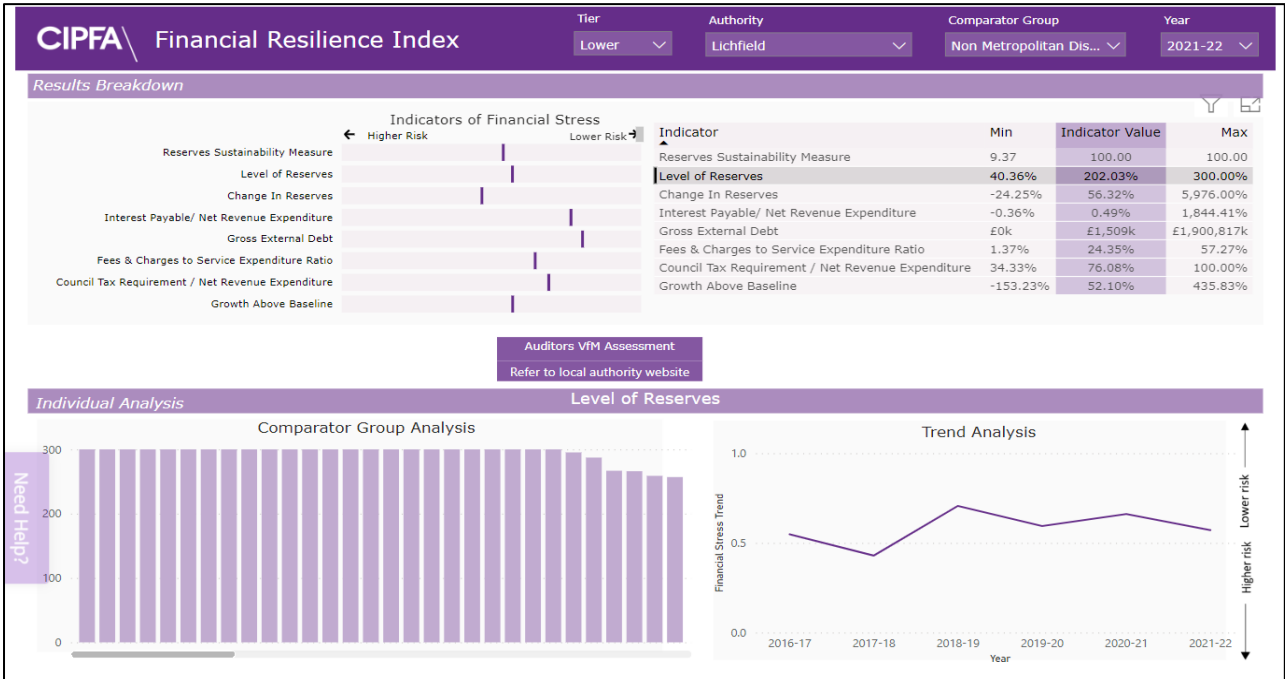 Tier Authority Comparator Group Year
CIPFA\ Financial Resilience Index
Lower Lichfield Non Metropolitan Dis... 2021-22
Results Breakdown
Indicators of Financial Stress
Higher Risk Lower Risk
Reserves Sustainability Measure
Level of Reserves
Change In Reserves
Interest Payable/ Net Revenue Expenditure
Gross External Debt
Fees & Charges to Service Expenditure Ratio
Council Tax Requirement / Net Revenue Expenditure
Growth Above Baseline
Indicator Min Indicator Value Max
Reserves Sustainability Measure 9.37 100.00 100.00
Level of Reserves 40.36% 202.03% 300.00%
Change In Reserves -24.25% 56.32% 5,976.00%
Interest Payable/ Net Revenue Expenditure -0.36% 0.49% 1,844.41%
Gross External Debt £0k £1,509k £1,900,817k
Fees & Charges to Service Expenditure Ratio 1.37% 24.35% 57.27%
Council Tax Requirement / Net Revenue Expenditure 34.33% 76.08% 100.00%
Growth Above Baseline -153.23% 52.10% 435.83%
Auditors VfM Assessment
Refer to local authority website
Individual Analysis Level of Reserves
Comparator Group Analysis
300
200
100
0
Need Help?
Trend Analysis
1.0
0.5
0.0
Financial Stress Trend
2016-17 2017-18 2018-19 2019-20 2020-21 2021-22
Year
Higher risk Lower risk